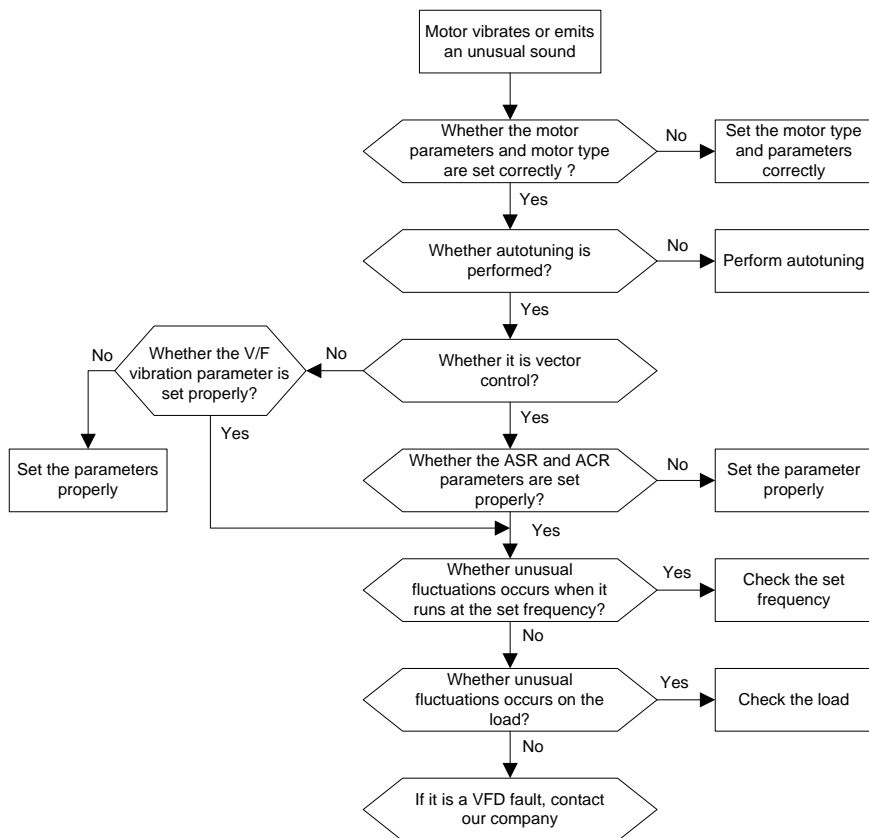 Motor vibrates or emits
an unusual sound
Whether the motor
parameters and motor type
are set correctly ?
No
Set the motor type
and parameters
correctly
Yes
Whether autotuning is
performed?
No
Perform autotuning
Yes
Whether the V/F
vibration parameter is
set properly?
No
No
Whether it is vector
control?
Yes
Yes
Set the parameters
properly
Whether the ASR and ACR
parameters are set
properly?
No
Set the parameter
properly
Yes
Whether unusual
fluctuations occurs when it
runs at the set frequency?
Yes
Check the set
frequency
No
Whether unusual
fluctuations occurs on the
load?
Yes
Check the load
No
If it is a VFD fault, contact
our company